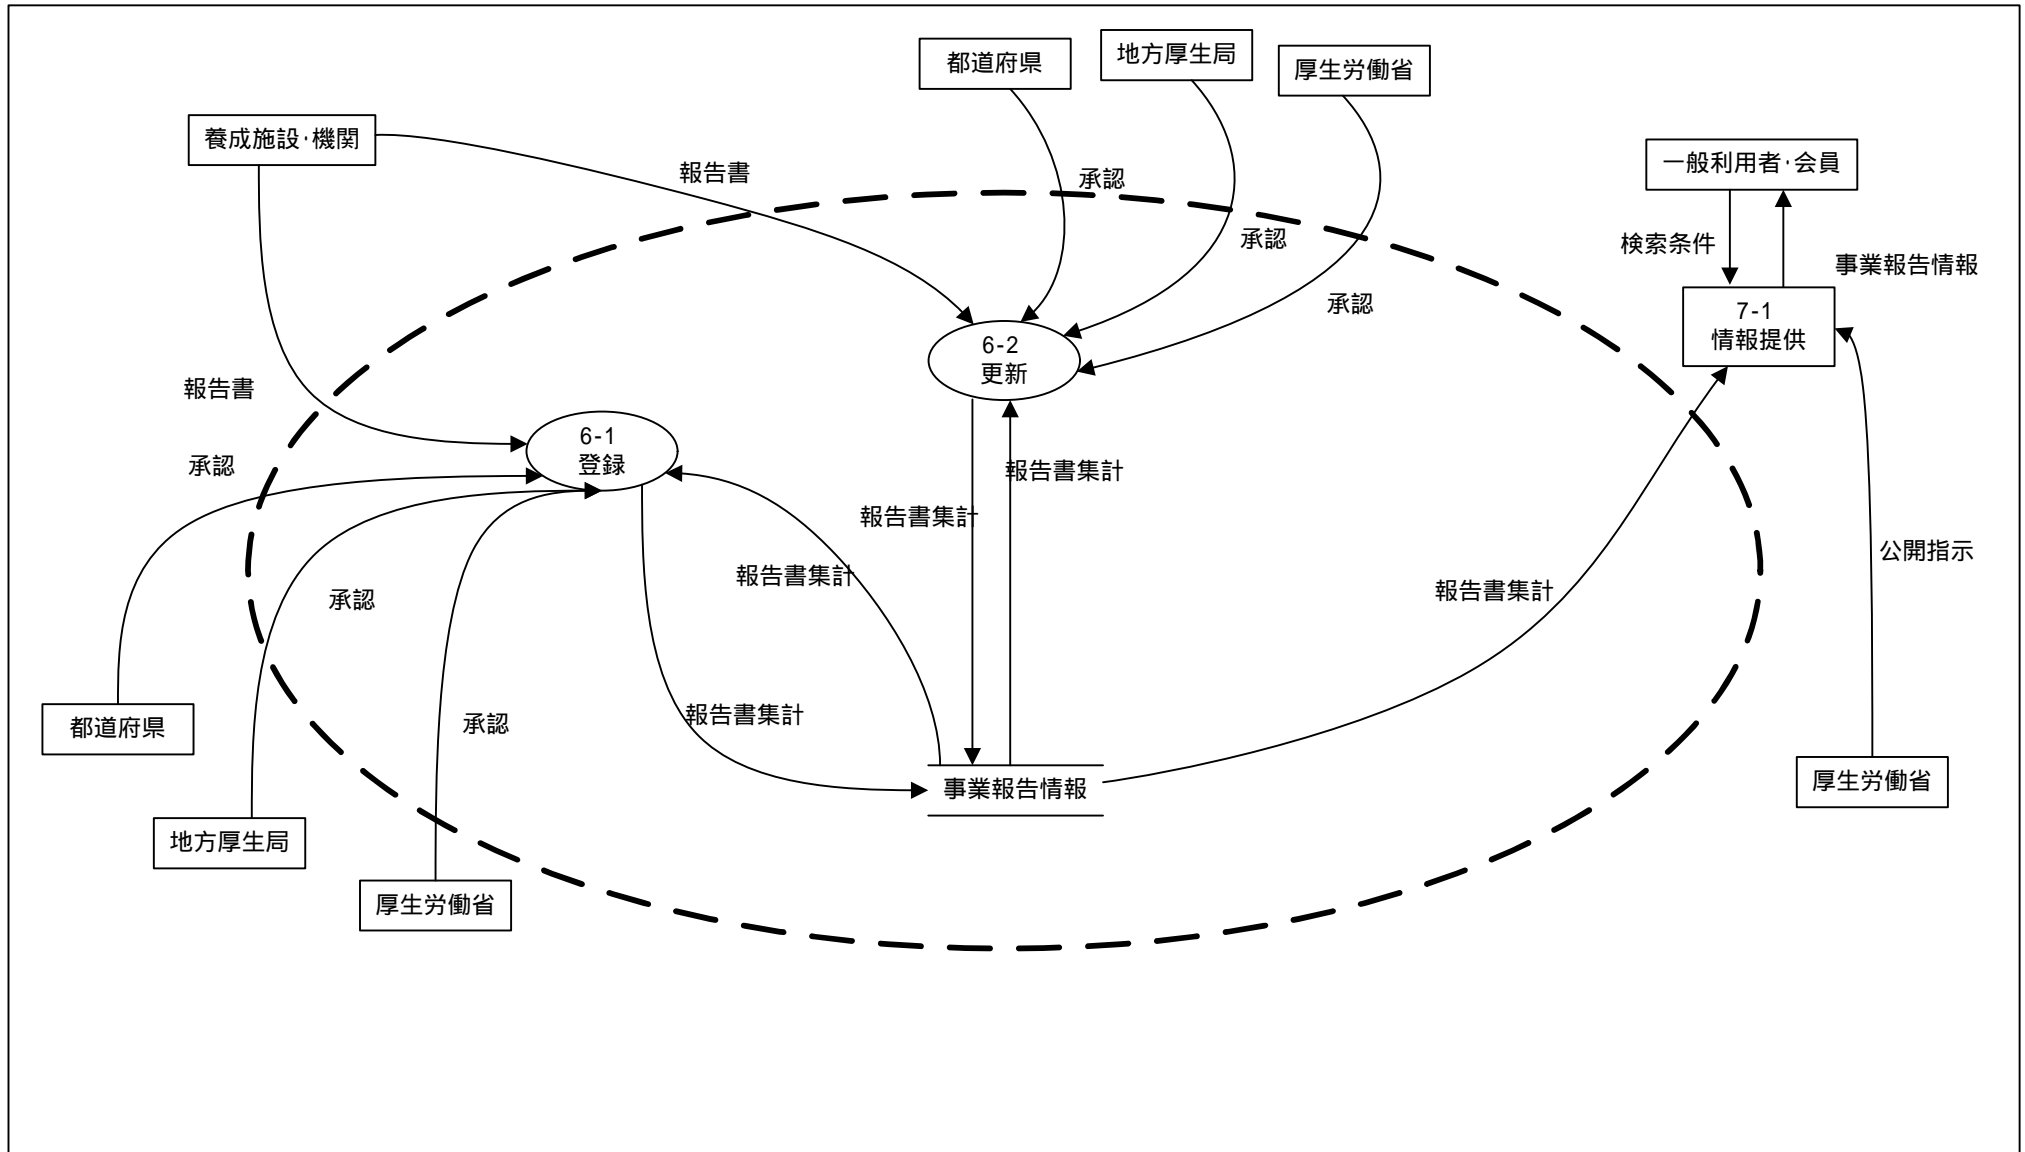 都道府県
地方厚生局
厚生労働省
養成施設・機関
一般利用者・会員
報告書
承認
承認
承認
検索条件
事業報告情報
7-1
情報提供
6-2
更新
報告書
6-1
登録
承認
報告書集計
報告書集計
報告書集計
承認
報告書集計
公開指示
報告書集計
承認
都道府県
事業報告情報
厚生労働省
地方厚生局
厚生労働省